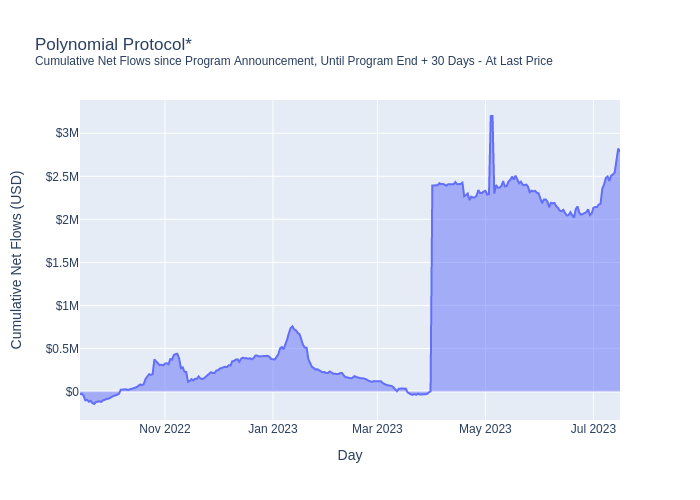 Polynomial Protocol*
Cumulative Net Flows since Program Announcement, Until Program End + 30 Days - At Last Price
Cumulative Net Flows (USD)
$3M
$2.5M
$2M
$1.5M
$1M
$0.5M
$0
Nov 2022
Jan 2023
Mar 2023
May 2023
Jul 2023
Day